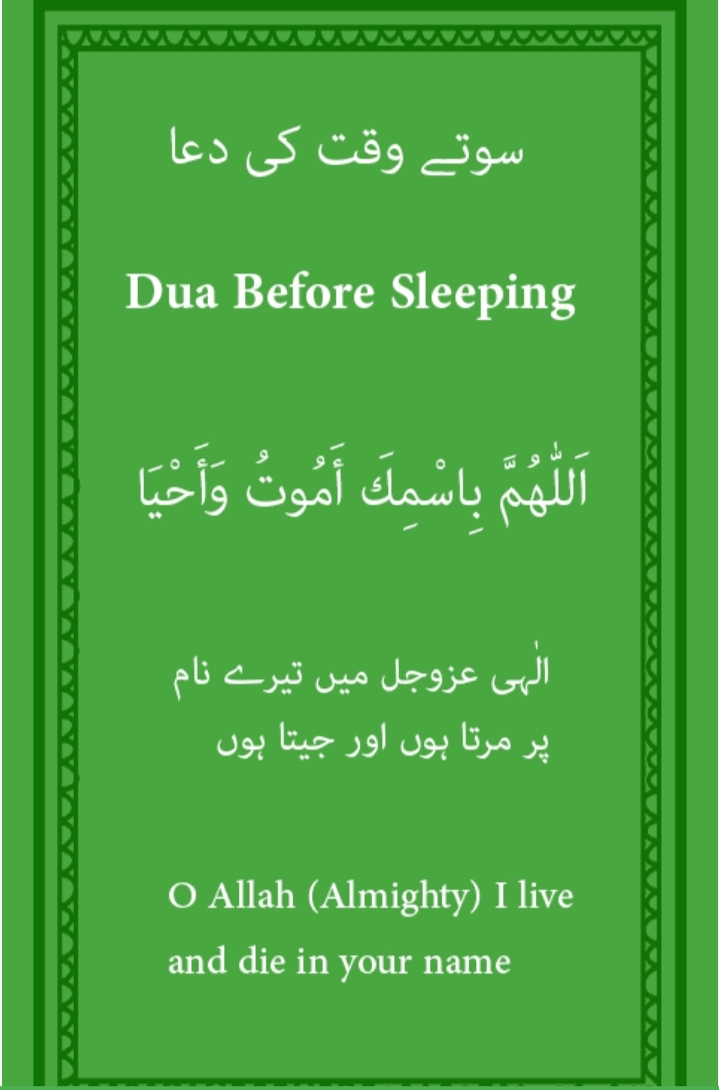 سوتے وقت کی دعا
Dua Before Sleeping
اَللّٰهُمَّ بِاسْمِكَ أَمُوتُ وَأَحْيَا
الٰہی عزوجل میں تیرے نام
پر مرتا ہوں اور جیتا ہوں
O Allah (Almighty) I live
and die in your name